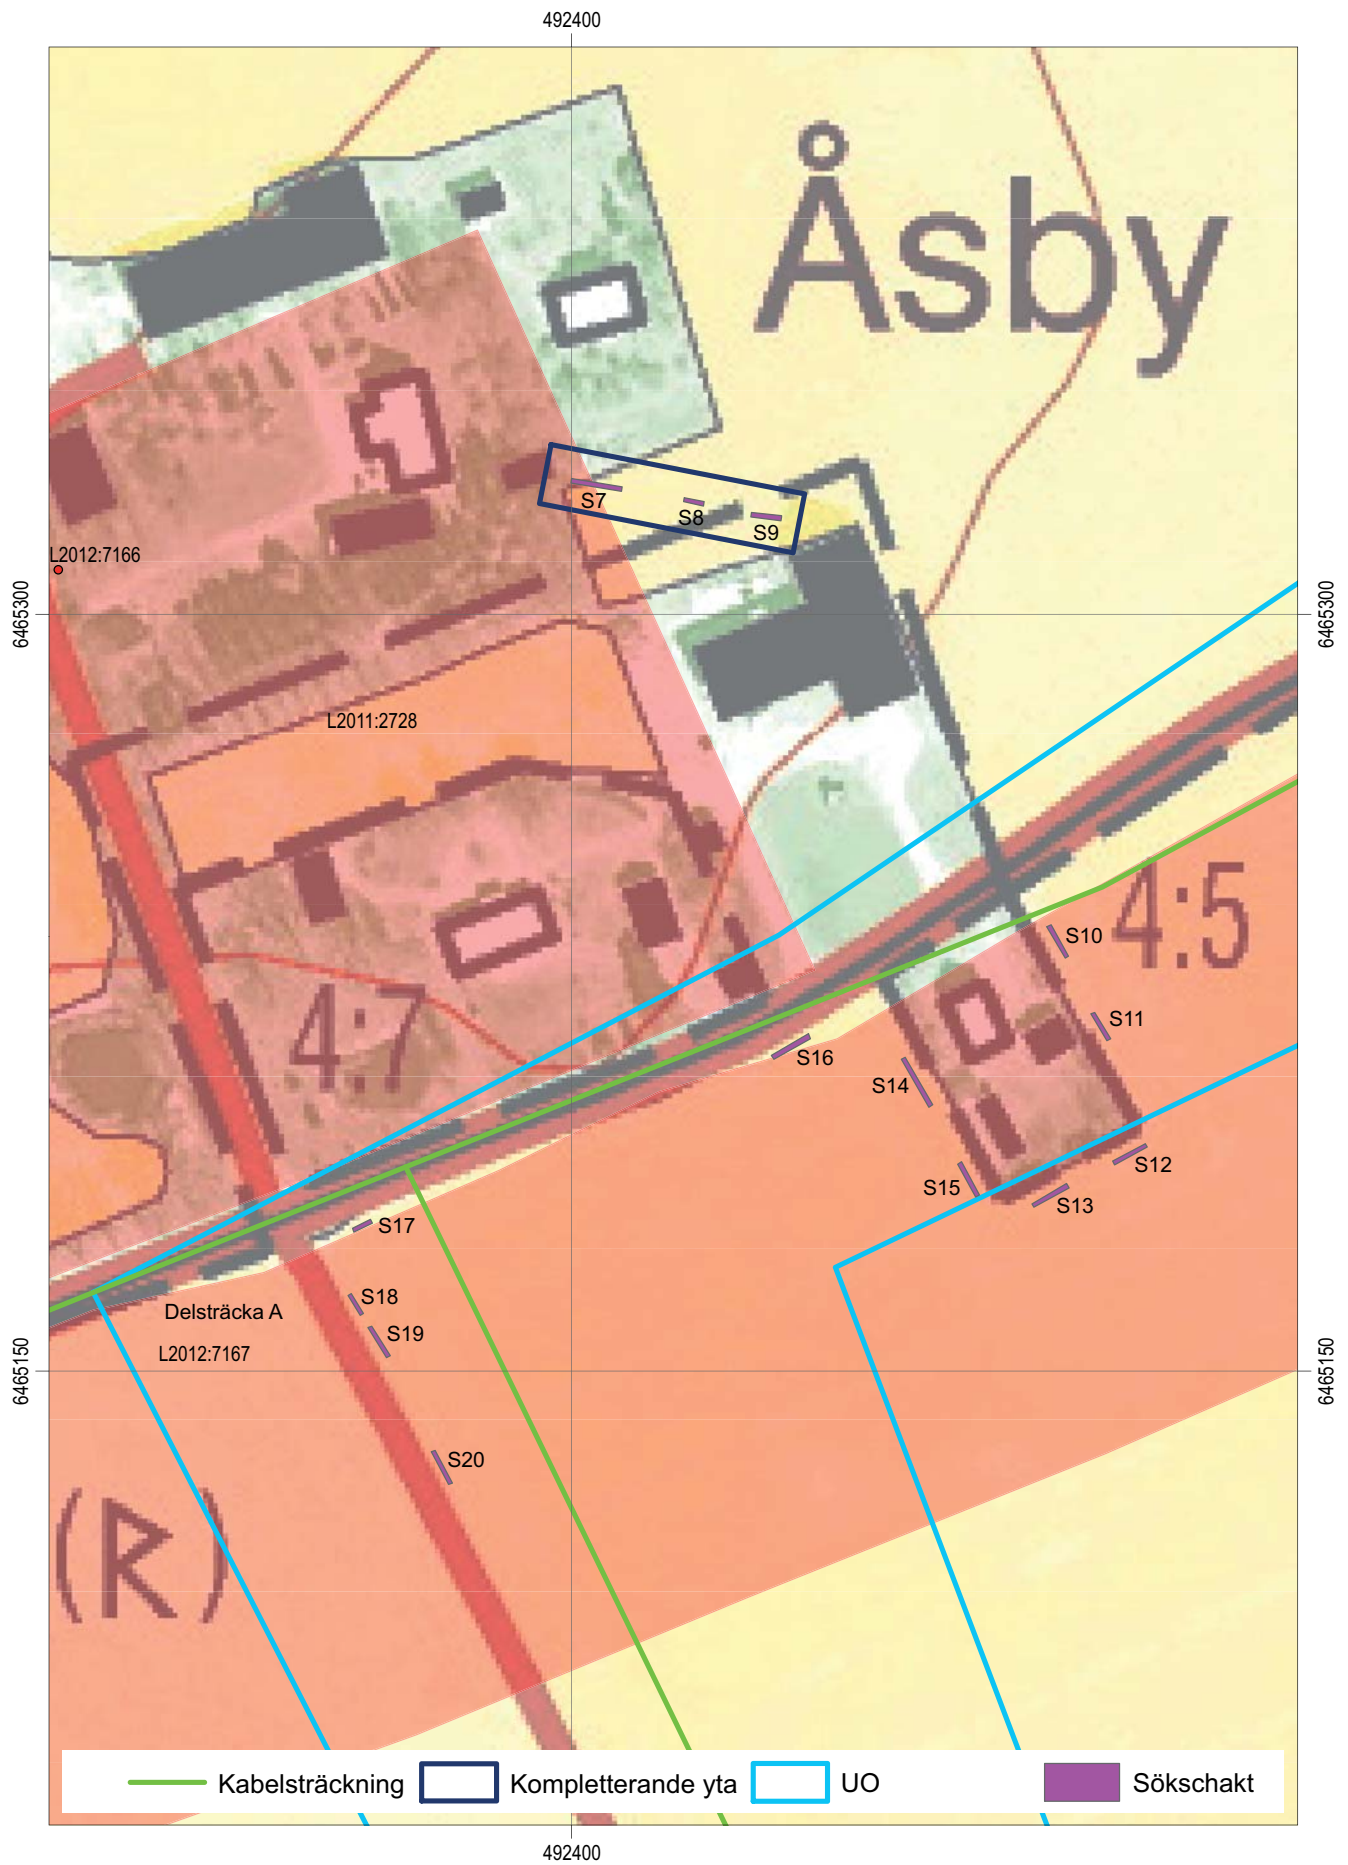 492400
Åsby
S7
S8
S9
L2012:7166
6465300
6465300
L2011:2728
4:5
S10
4:7
S11
S16
S14
S12
S15
S13
S17
S18
Delsträcka A
S19
L2012:7167
6465150
6465150
S20
(R)
Kabelsträckning
Kompletterande yta
UO
Sökschakt
492400